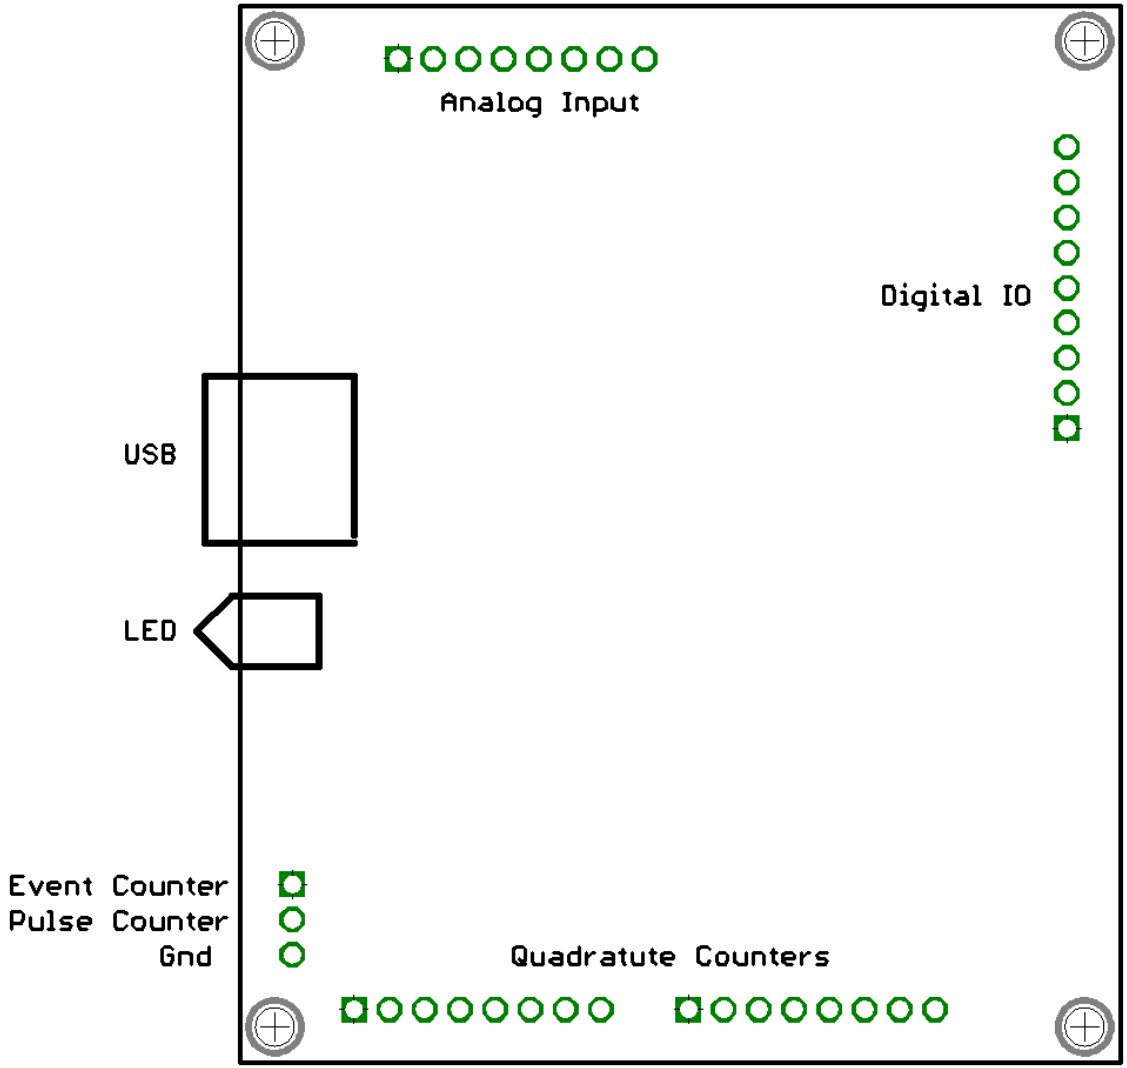 Analog Input
Digital IO
USB
LED
Event Counter
Pulse Counter
Gnd
Quadratute Counters